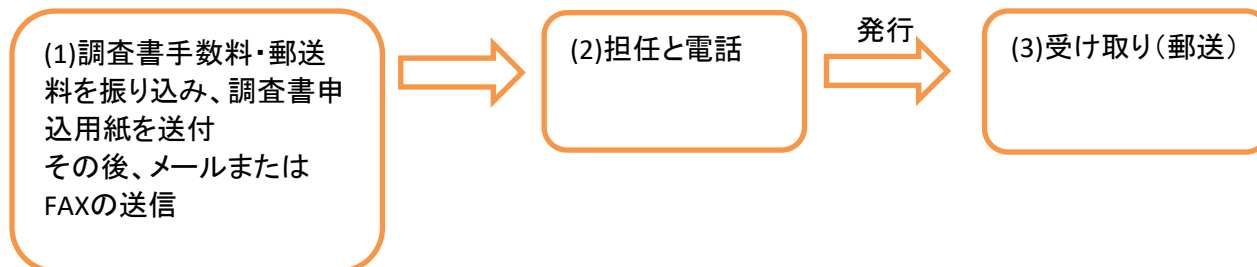 (1)調査書手数料・郵送
料を振り込み、調査書申
込用紙を送付
その後、メールまたは
FAXの送信
(2)担任と電話
発行
(3)受け取り(郵送)